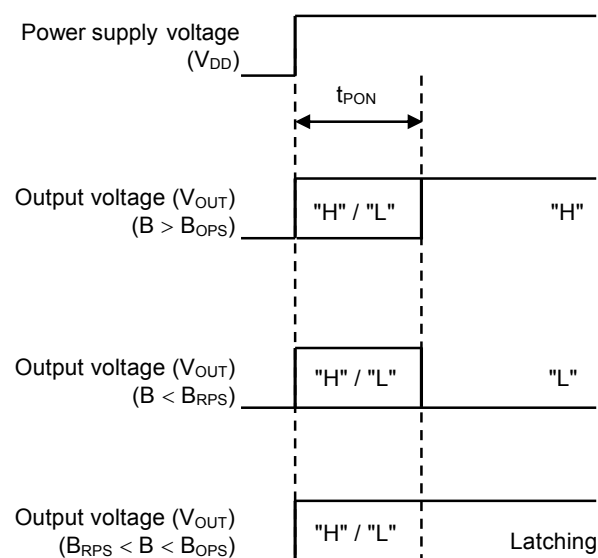 Power supply voltage
(VDD)
tPON
Output voltage (VOUT)
(B > BOPS)
"H" / "L"
"H"
Output voltage (VOUT)
(B < BRPS)
"H" / "L"
"L"
Output voltage (VOUT)
(BRPS < B < BOPS)
"H" / "L"
Latching